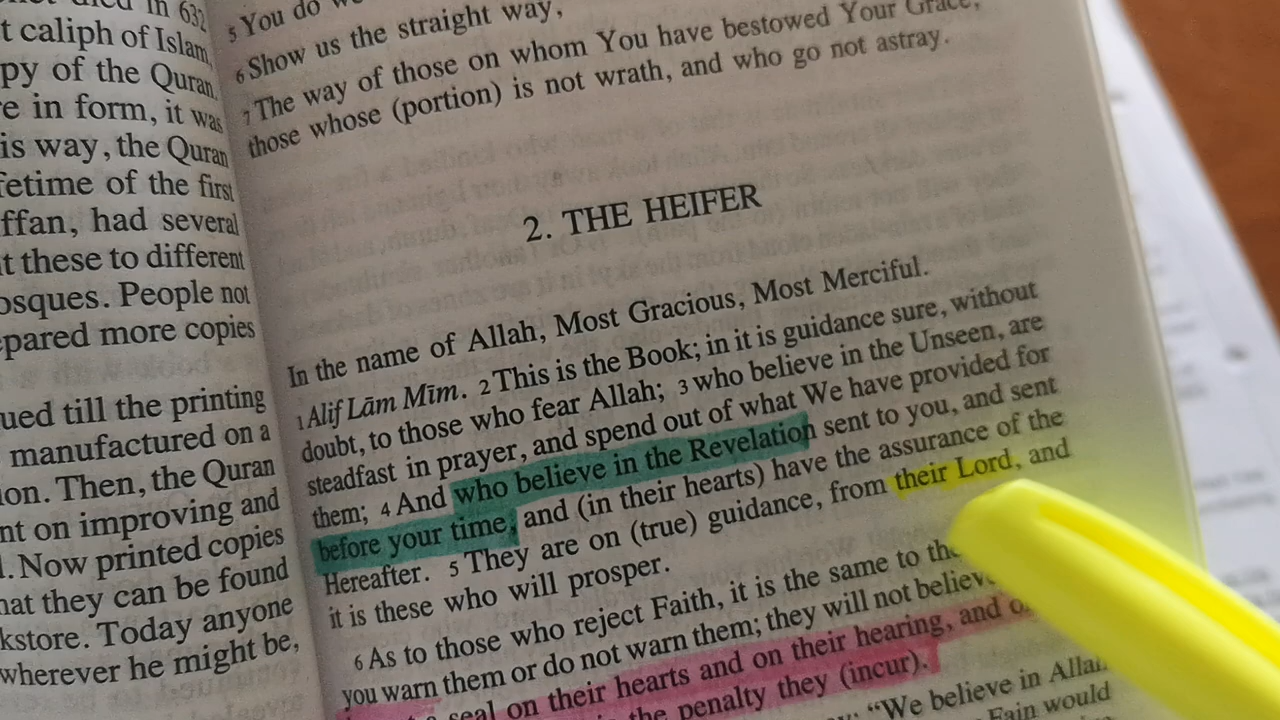 in 632
t caliph of Islam,
py of the Quran.
e in form, it was
is way, the Quran
fetime of the first
ffan, had several
t these to different
osques. People not
pared more copies
ued till the printing
manufactured on a
ion. Then, the Quran
nt on improving and
. Now printed copies
hat they can be found
kstore. Today anyone
wherever he might be,
5 You do
6 Show us the straight way,
7 The way of those on whom You have bestowed Your Grace,
those whose (portion) is not wrath, and who go not astray.
2. THE HEIFER
In the name of Allah, Most Gracious, Most Merciful.
1 Alif Lām Mīm. 2 This is the Book; in it is guidance sure, without
doubt, to those who fear Allah; 3 who believe in the Unseen, are
steadfast in prayer, and spend out of what We have provided for
them; 4 And who believe in the Revelation sent to you, and sent
before your time, and (in their hearts) have the assurance of the
Hereafter. 5 They are on (true) guidance, from their Lord, and
it is these who will prosper.
6 As to those who reject Faith, it is the same to
you warn them or do not warn them; they will not believ
seal on their hearts and on their hearing, and o
the penalty they (incur).
"We believe in Allah
would